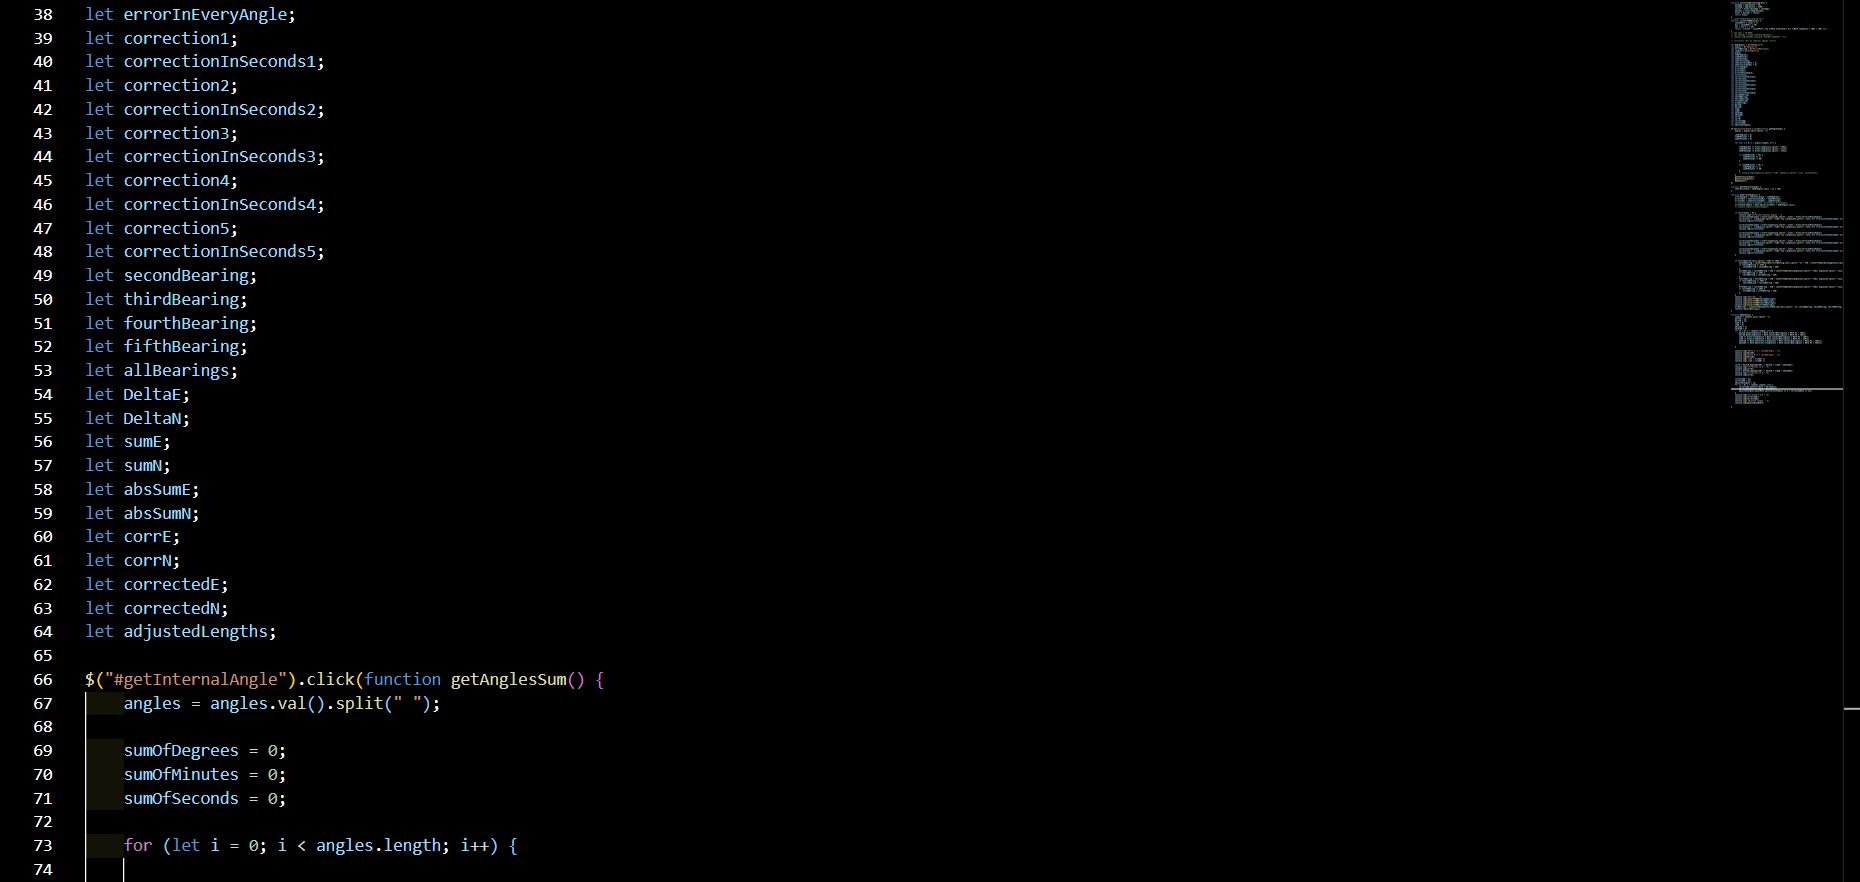 38 let errorInEveryAngle;
39 let correction1;
40 let correctionInSeconds1;
41 let correction2;
42 let correctionInSeconds2;
43 let correction3;
44 let correctionInSeconds3;
45 let correction4;
46 let correctionInSeconds4;
47 let correction5;
48 let correctionInSeconds5;
49 let secondBearing;
50 let thirdBearing;
51 let fourthBearing;
52 let fifthBearing;
53 let allBearings;
54 let DeltaE;
55 let DeltaN;
56 let sumE;
57 let sumN;
58 let absSumE;
59 let absSumN;
60 let corrE;
61 let corrN;
62 let correctedE;
63 let correctedN;
64 let adjustedLengths;
65
66 $("#getInternalAngle").click(function getAnglesSum() {
67 angles = angles.val().split(" ");
68
69 sumOfDegrees = 0;
70 sumOfMinutes = 0;
71 sumOfSeconds = 0;
72
73 for (let i = 0; i < angles.length; i++) {
74